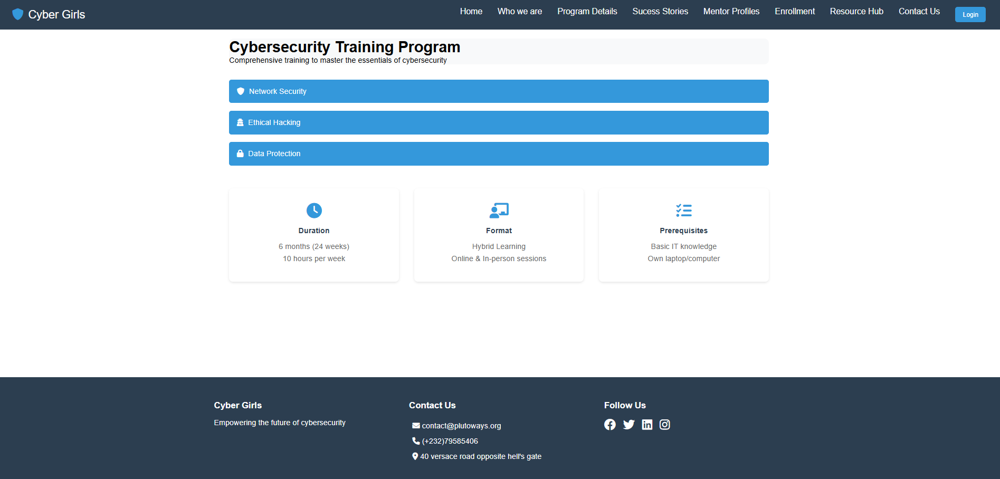 Cyber Girls
Home Who we are Program Details Sucess Stories Mentor Profiles Enrollment Resource Hub Contact Us Login
Cybersecurity Training Program
Comprehensive training to master the essentials of cybersecurity
Network Security
Ethical Hacking
Data Protection
Duration
6 months (24 weeks)
10 hours per week
Format
Hybrid Learning
Online & In-person sessions
Prerequisites
Basic IT knowledge
Own laptop/computer
Cyber Girls
Empowering the future of cybersecurity
Contact Us
contact@plutoways.org
(+232)79585406
40 versace road opposite hell's gate
Follow Us